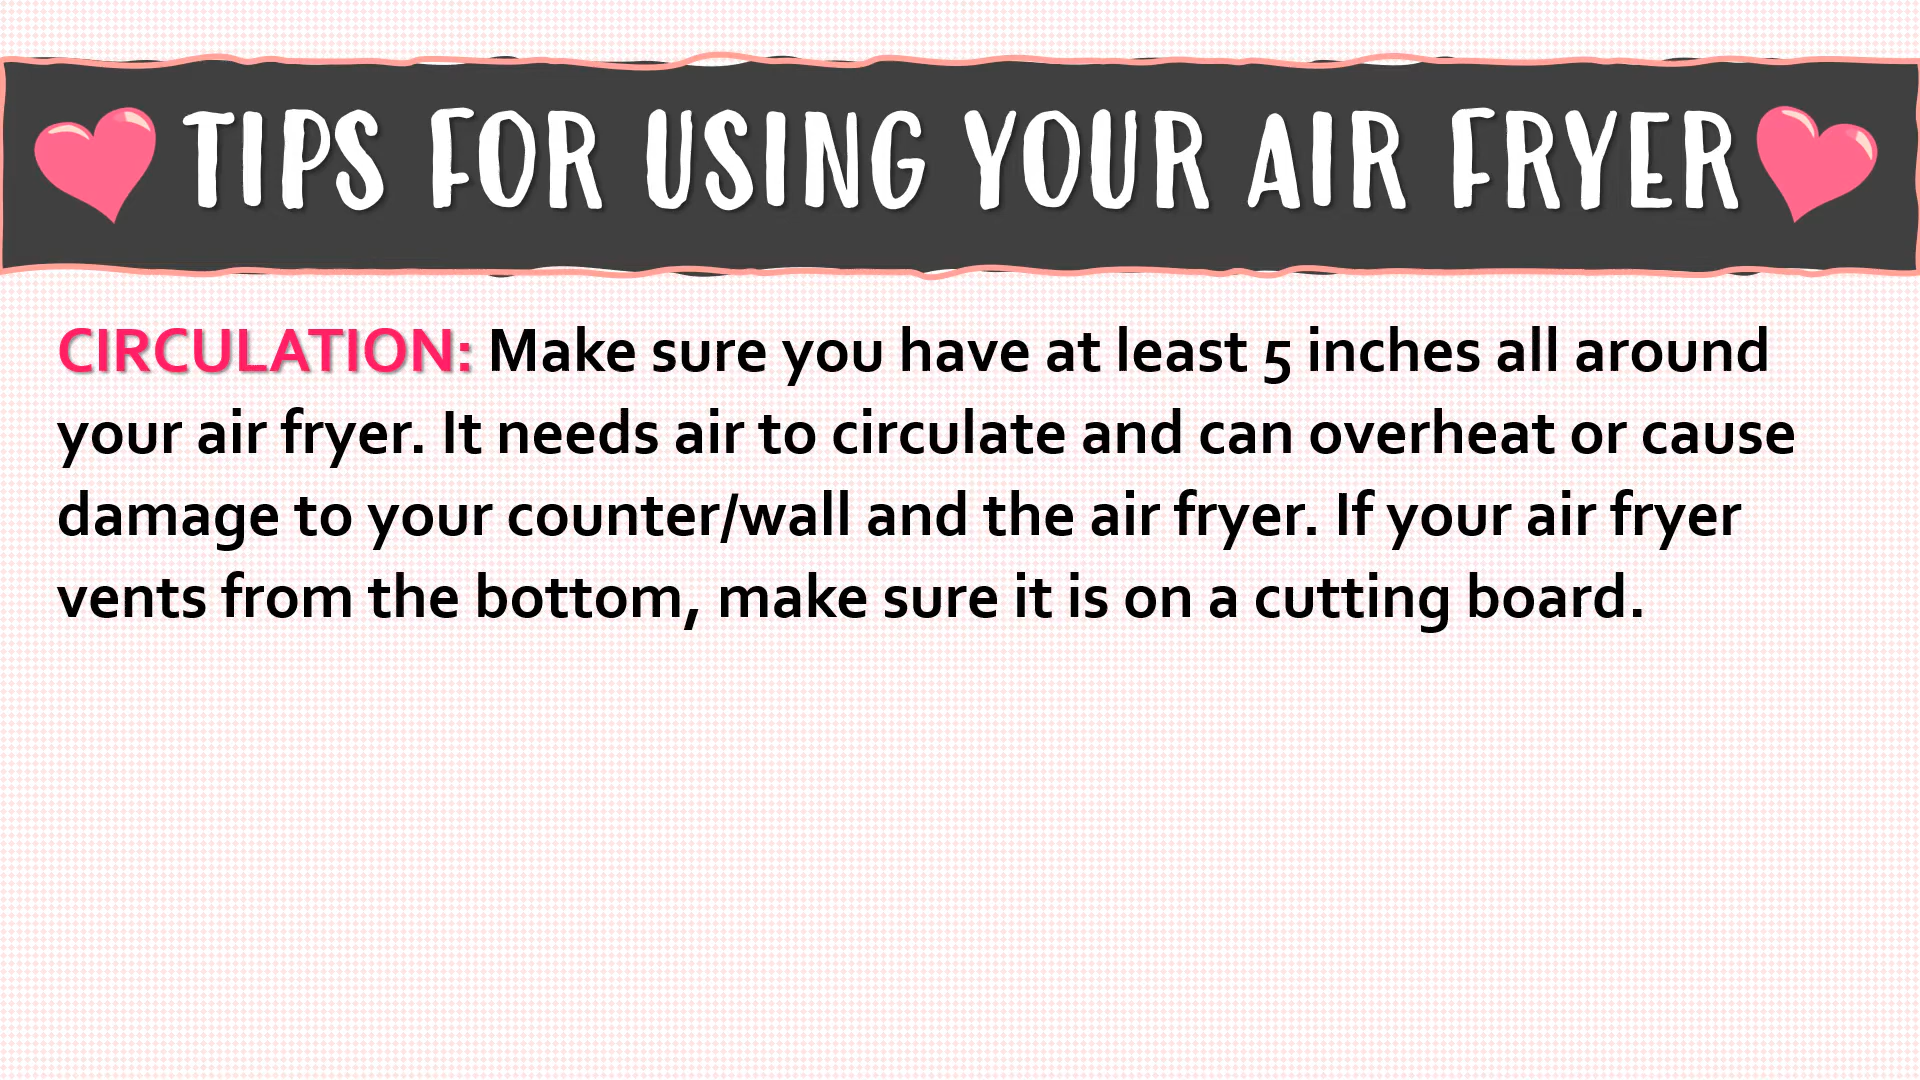 TIPS FOR USING YOUR AIR FRYER
CIRCULATION: Make sure you have at least 5 inches all around
your air fryer. It needs air to circulate and can overheat or cause
damage to your counter/wall and the air fryer. If your air fryer
vents from the bottom, make sure it is on a cutting board.